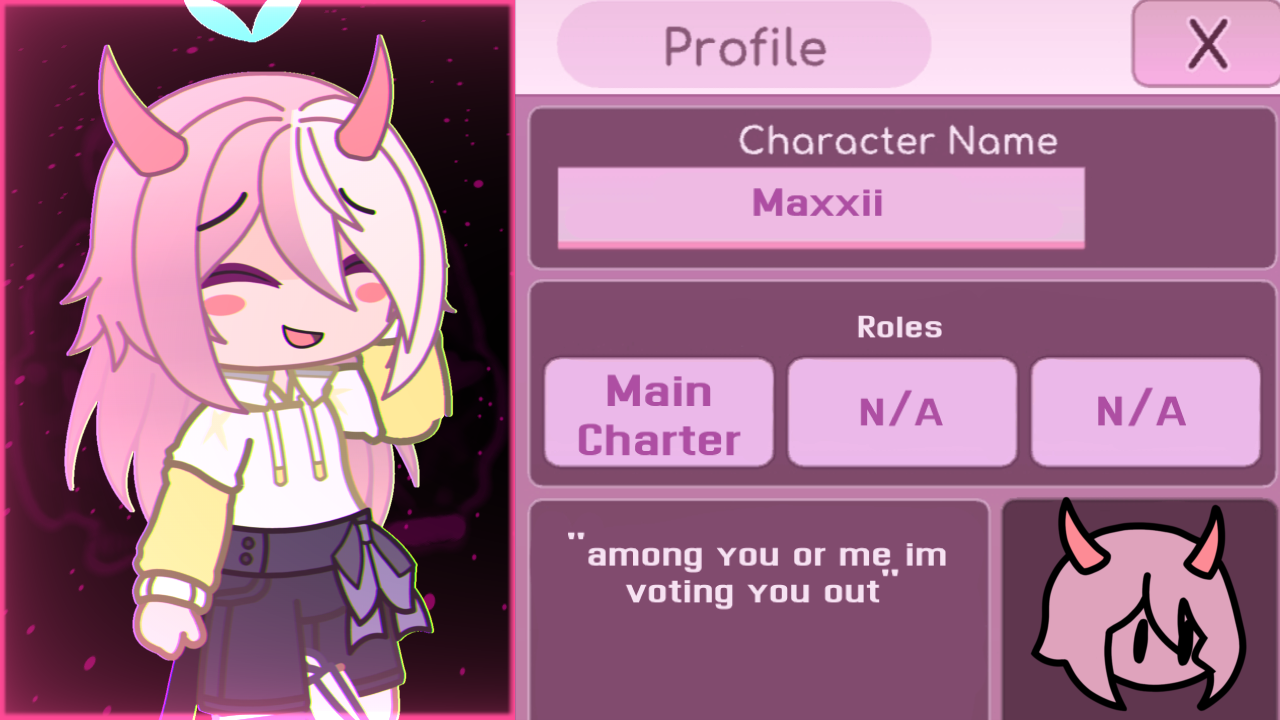 Profile
X
Character Name
Maxxii
Roles
Main
Charter
N/A
N/A
"among you or me im
voting you out"